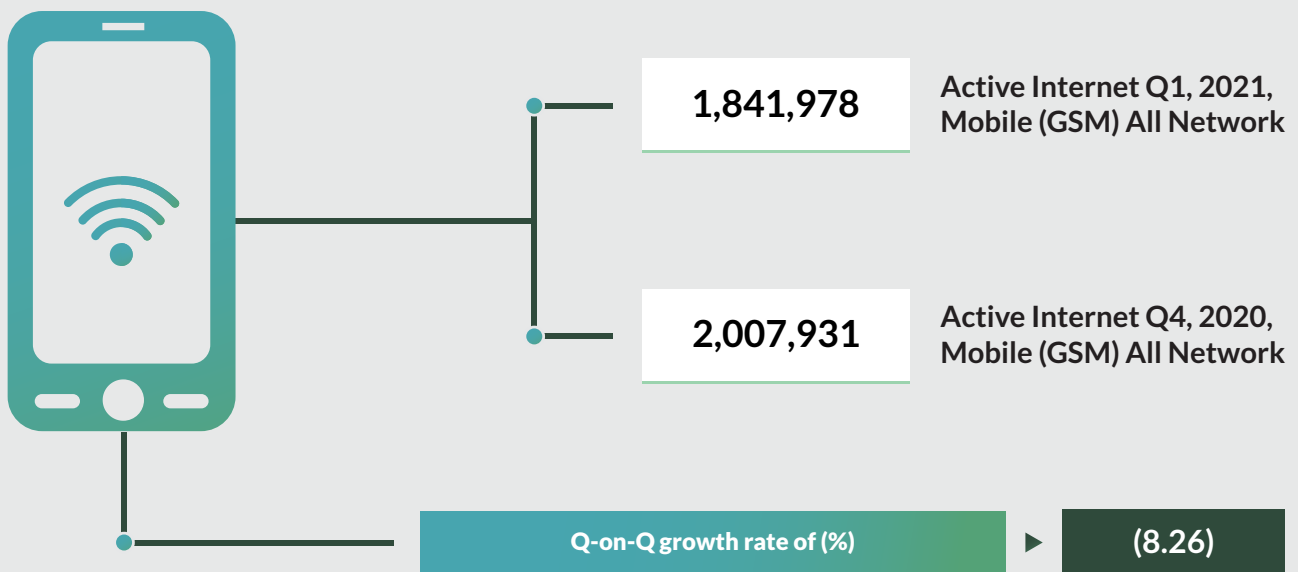 1,841,978
Active Internet Q1, 2021,
Mobile (GSM) All Network
2,007,931
Active Internet Q4, 2020,
Mobile (GSM) All Network
Q-on-Q growth rate of (%)
(8.26)